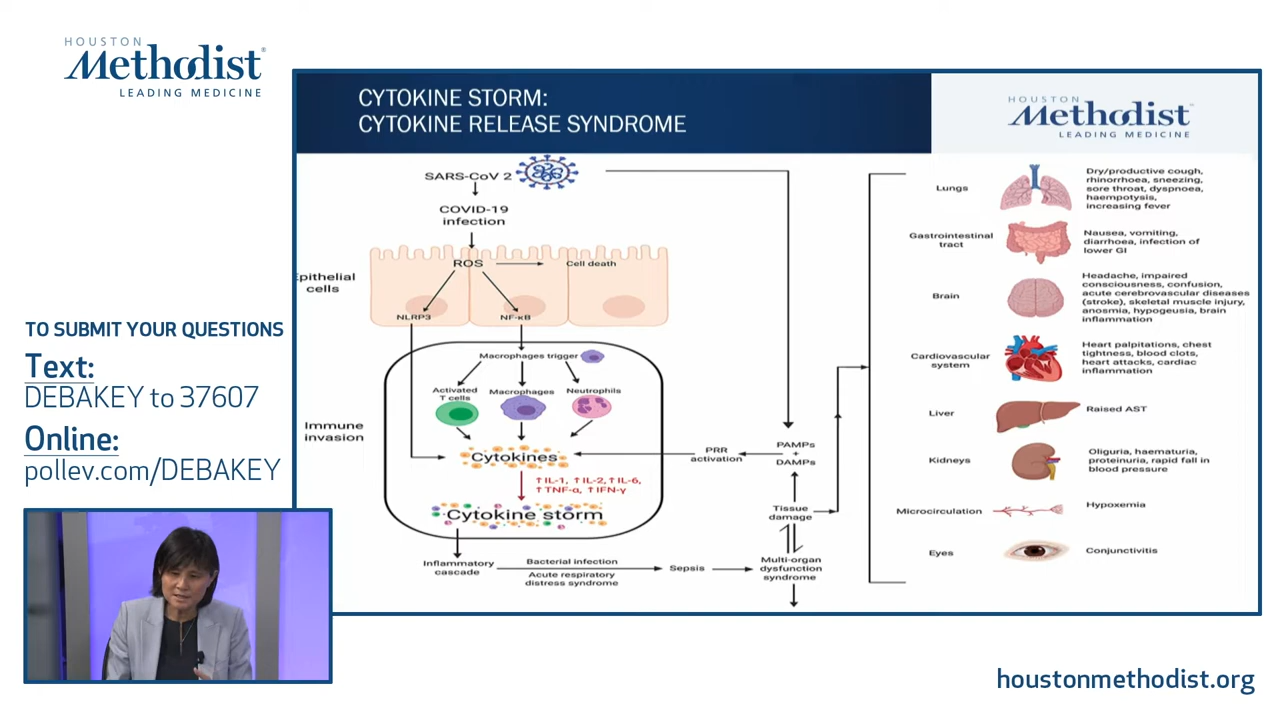 HOUSTON
Methodist
LEADING MEDICINE
TO SUBMIT YOUR QUESTIONS
Text:
DEBAKEY to 37607
Online:
pollev.com/DEBAKEY
CYTOKINE STORM:
CYTOKINE RELEASE SYNDROME
HOUSTON
Methodist
LEADING MEDICINE
SARS-CoV 2
COVID-19
infection
Epithelial
cells
ROS
Cell death
NLRP3
NF-κB
Immune
invasion
Macrophages trigger
Activated
T cells
Macrophages
Neutrophils
Cytokines
↑IL-1, ↑IL-2, ↑IL-6,
↑TNF-α, ↑IFN-γ
Cytokine storm
Inflammatory
cascade
Bacterial infection
Acute respiratory
distress syndrome
Sepsis
Multi-organ
dysfunction
syndrome
Tissue
damage
PAMPs
+
DAMPs
PRR
activation
Lungs
Dry/productive cough,
rhinorrhoea, sneezing,
sore throat, dyspnoea,
haempotysis,
increasing fever
Gastrointestinal
tract
Nausea, vomiting,
diarrhoea, infection of
lower GI
Brain
Headache, impaired
consciousness, confusion,
acute cerebrovascular diseases
(stroke), skeletal muscle injury,
anosmia, hypogeusia, brain
inflammation
Cardiovascular
system
Heart palpitations, chest
tightness, blood clots,
heart attacks, cardiac
inflammation
Liver
Raised AST
Kidneys
Oliguria, haematuria,
proteinuria, rapid fall in
blood pressure
Microcirculation
Hypoxemia
Eyes
Conjunctivitis
houstonmethodist.org